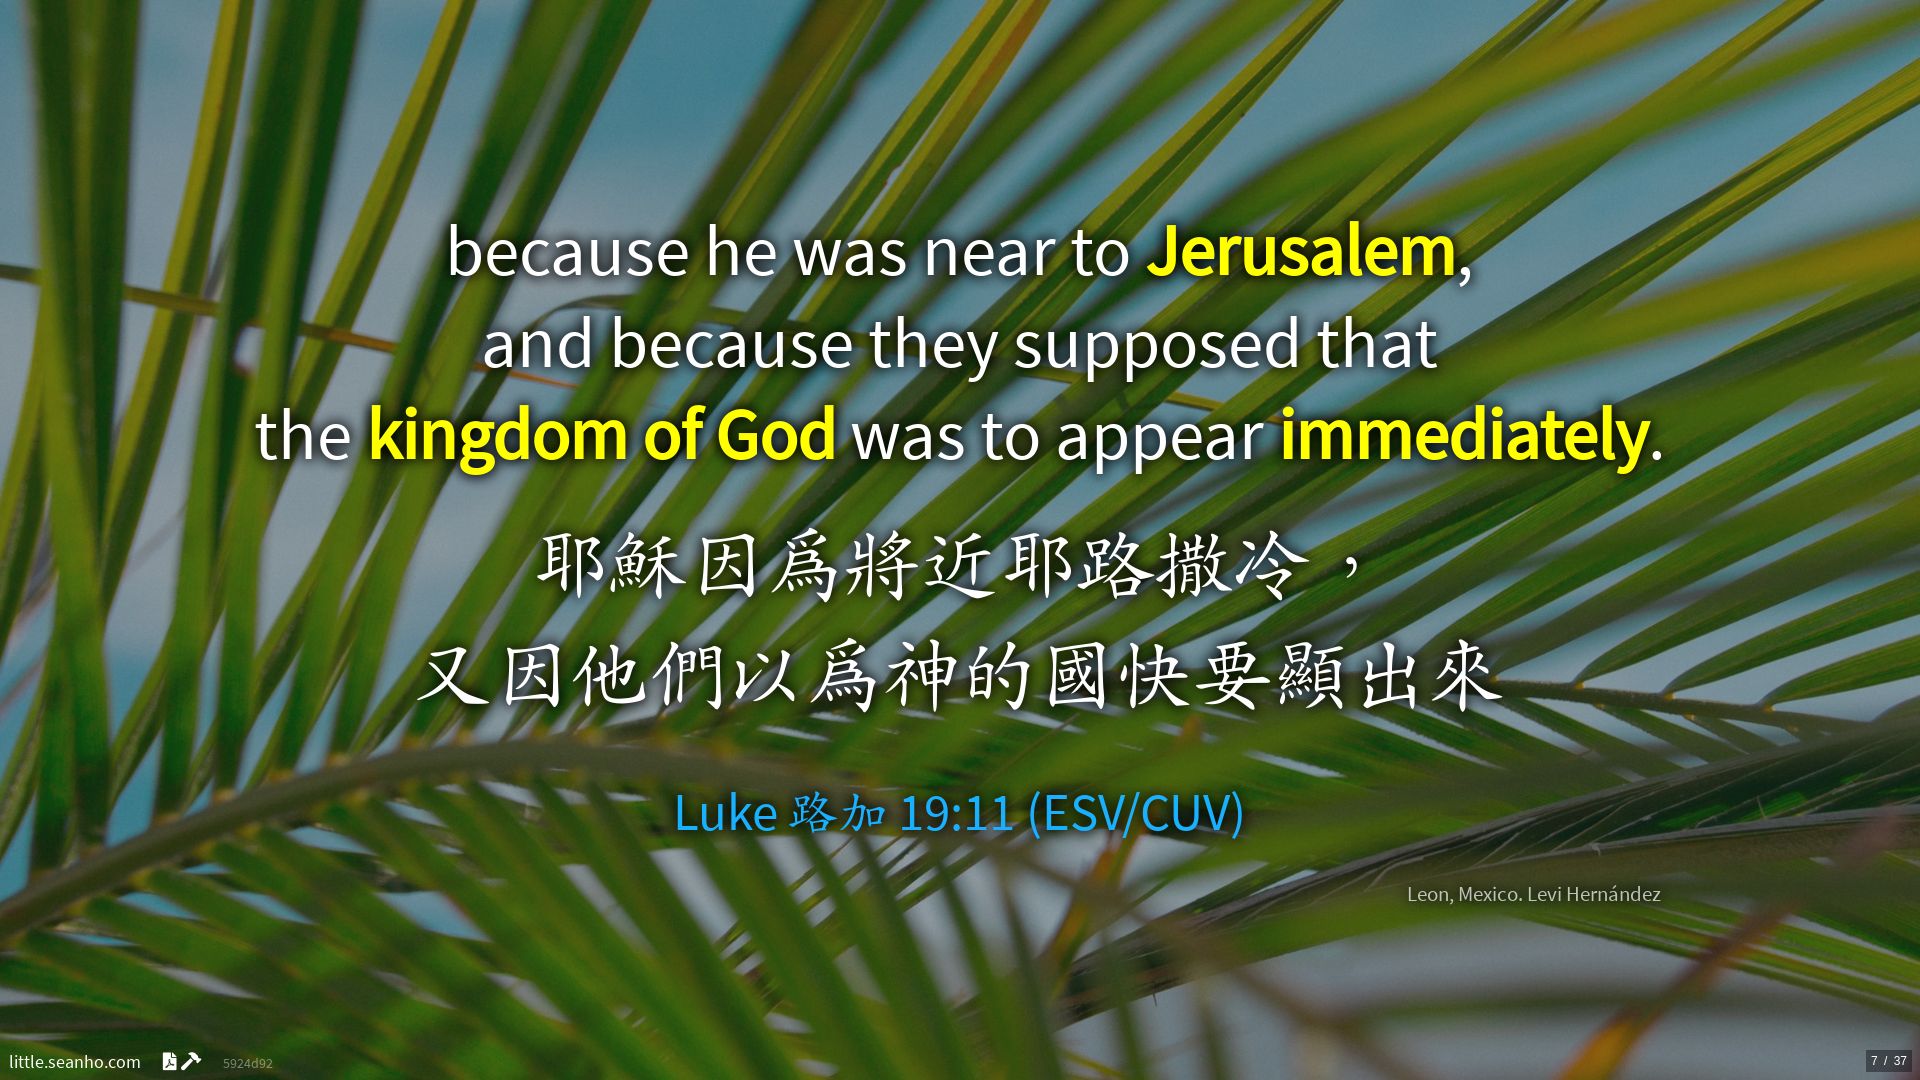 because he was near to Jerusalem,
and because they supposed that
the kingdom of God was to appear immediately.
耶穌因爲將近耶路撒冷，
又因他們以爲神的國快要顯出來
Luke 路加 19:11 (ESV/CUV)
Leon, Mexico. Levi Hernández
little.seanho.com 5924d92
7 / 37